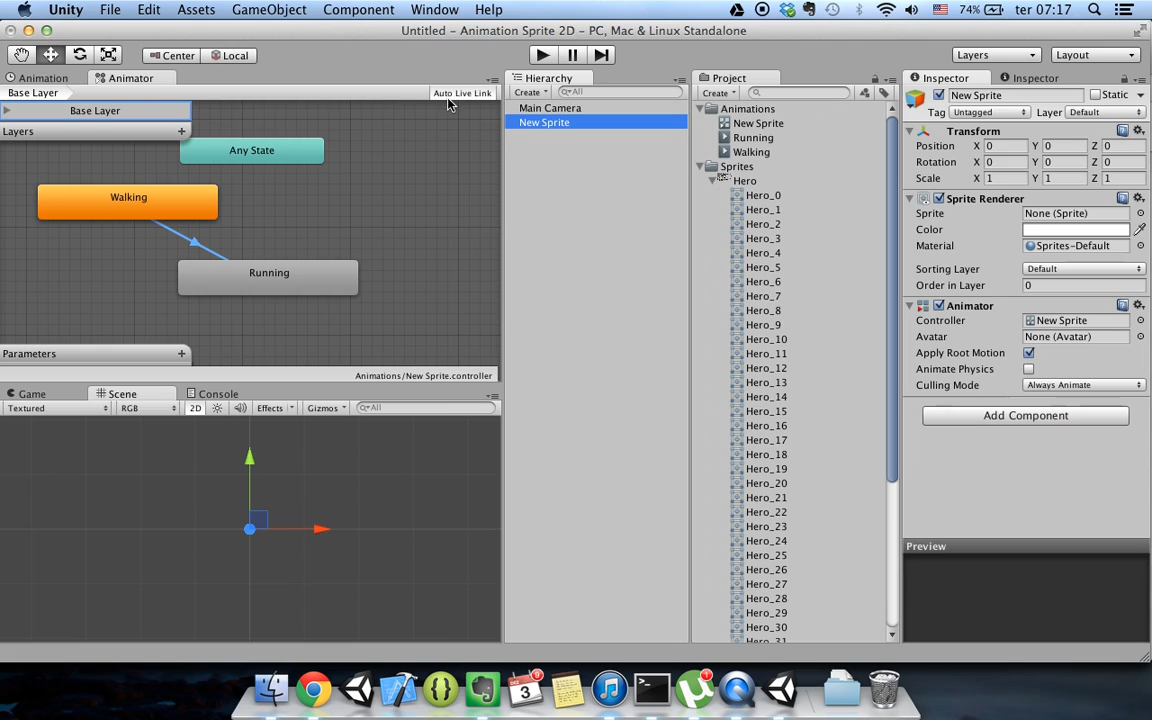 Unity File Edit Assets GameObject Component Window Help 74% ter 07:17
Untitled - Animation Sprite 2D - PC, Mac & Linux Standalone
Center Local Layers Layout
Animation Animator
Base Layer Auto Live Link
Base Layer
Layers +
Any State
Walking
Running
Parameters +
Animations/New Sprite.controller
Game Scene Console
Textured RGB 2D Effects Gizmos All
Hierarchy
Create All
Main Camera
New Sprite
Project
Create
Animations
New Sprite
Running
Walking
Sprites
Hero
Hero_0
Hero_1
Hero_2
Hero_3
Hero_4
Hero_5
Hero_6
Hero_7
Hero_8
Hero_9
Hero_10
Hero_11
Hero_12
Hero_13
Hero_14
Hero_15
Hero_16
Hero_17
Hero_18
Hero_19
Hero_20
Hero_21
Hero_22
Hero_23
Hero_24
Hero_25
Hero_26
Hero_27
Hero_28
Hero_29
Hero_30
Hero_31
Inspector Inspector
New Sprite Static
Tag Untagged Layer Default
Transform
Position X 0 Y 0 Z 0
Rotation X 0 Y 0 Z 0
Scale X 1 Y 1 Z 1
Sprite Renderer
Sprite None (Sprite)
Color
Material Sprites-Default
Sorting Layer Default
Order in Layer 0
Animator
Controller New Sprite
Avatar None (Avatar)
Apply Root Motion
Animate Physics
Culling Mode Always Animate
Add Component
Preview
3